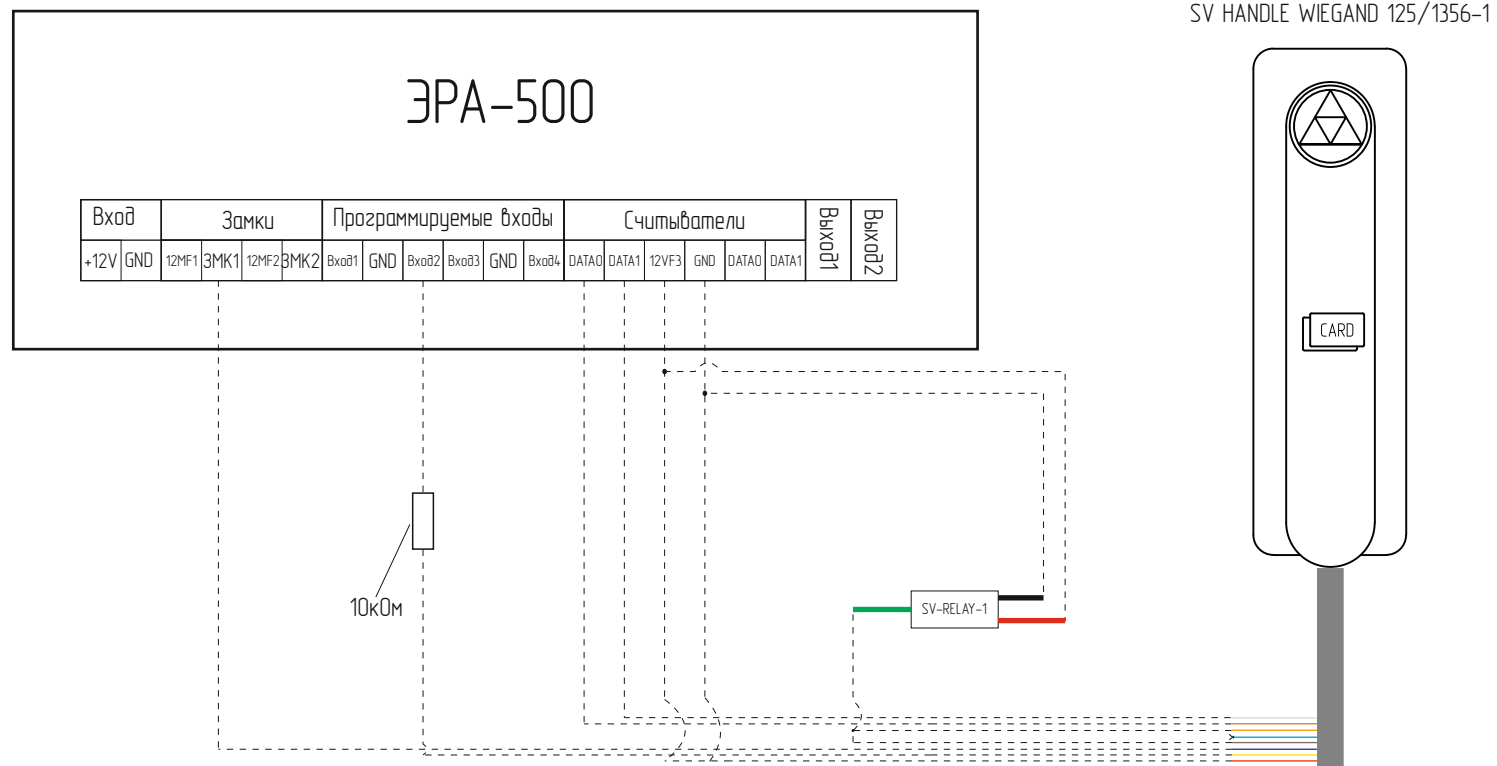 SV HANDLE WIEGAND 125/1356-1
ЭРА-500
Вход Замки Программируемые входы Считыватели Выход1 Выход2
+12V GND 12MF1 ЗМК1 12MF2 ЗМК2 Вход1 GND Вход2 Вход3 GND Вход4 DATA0 DATA1 12VF3 GND DATA0 DATA1
CARD
10кОм
SV-RELAY-1